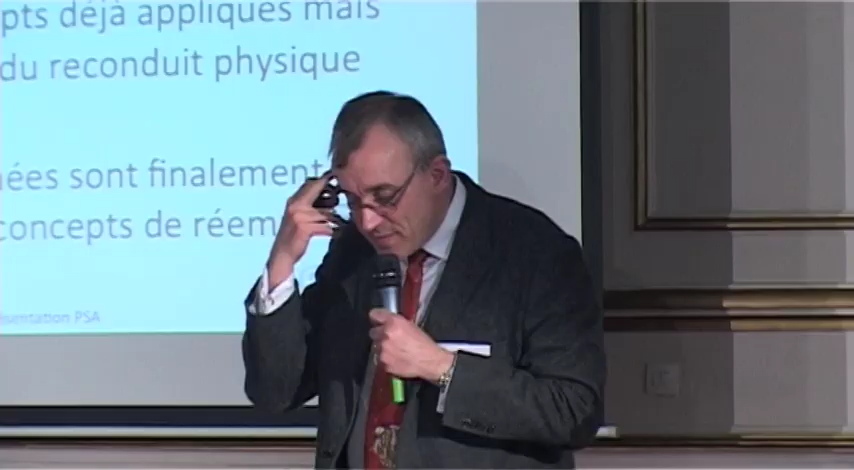 pts déjà appliqués mais
du reconduit physique
ées sont finalement
concepts de réem
sentation PSA